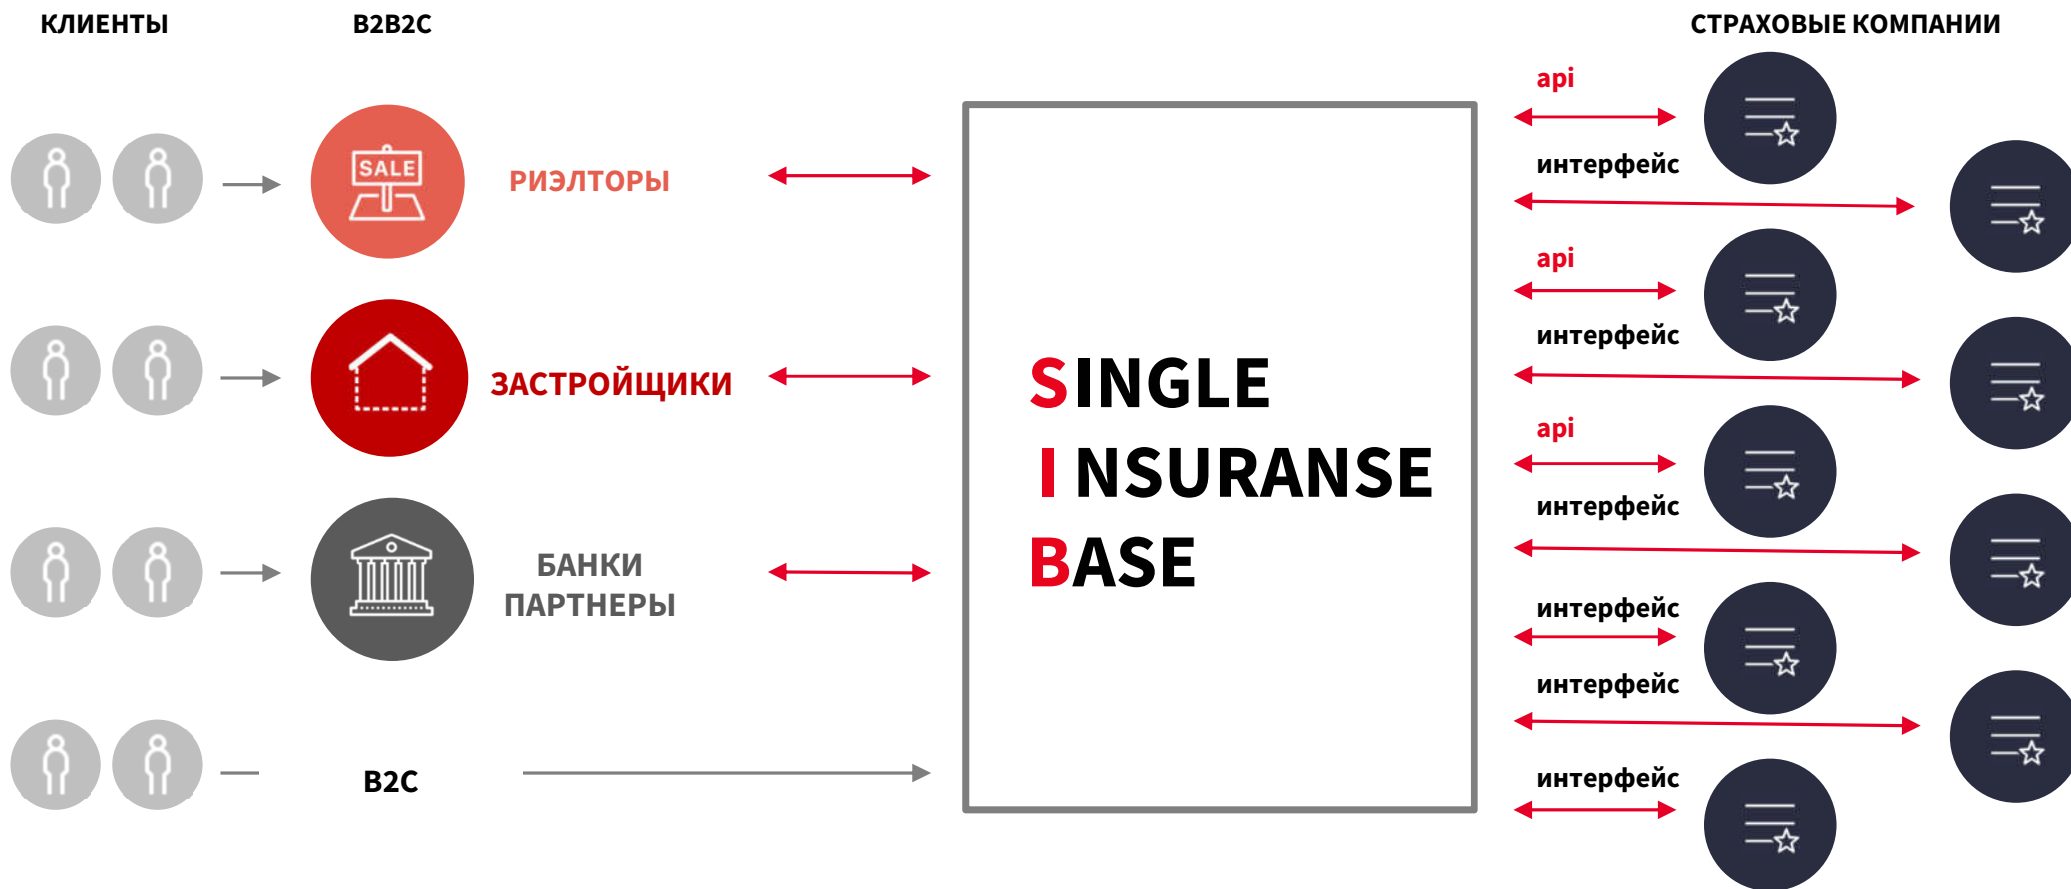 КЛИЕНТЫ
B2B2C
СТРАХОВЫЕ КОМПАНИИ
SALE
РИЭЛТОРЫ
ЗАСТРОЙЩИКИ
БАНКИ
ПАРТНЕРЫ
B2C
SINGLE
I NSURANSE
BASE
api
интерфейс
api
интерфейс
api
интерфейс
интерфейс
интерфейс
интерфейс